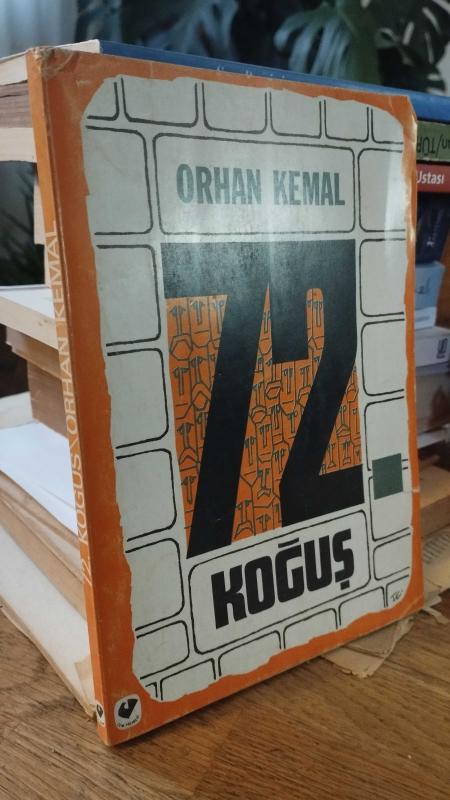 ORHAN KEMAL
72
KOĞUŞ
72. KOĞUŞ\ORHAN KEMAL
Ustası